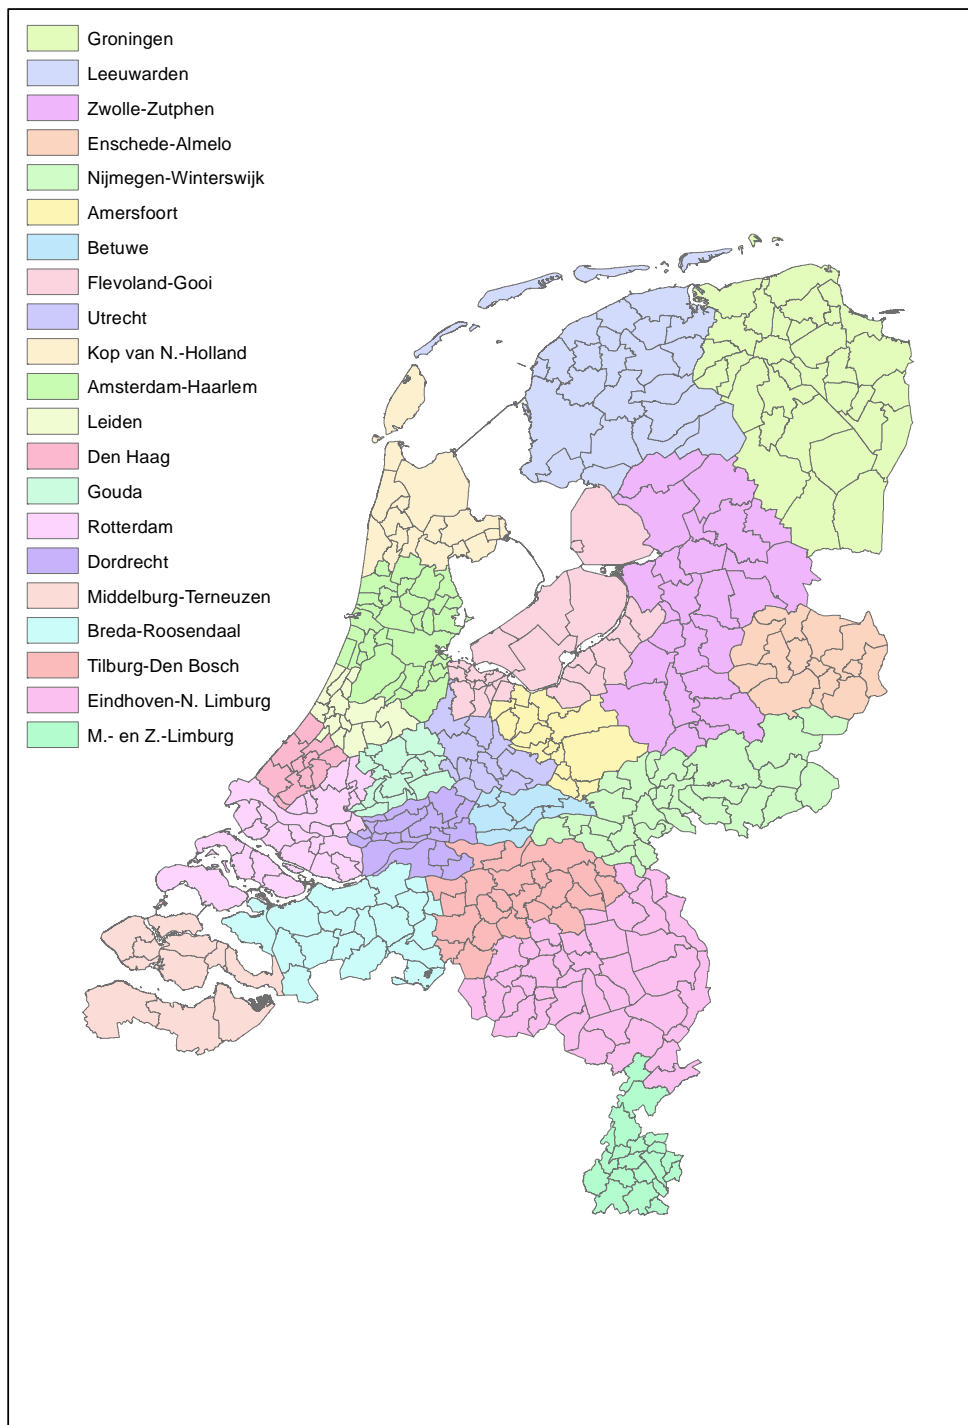 Groningen
Leeuwarden
Zwolle-Zutphen
Enschede-Almelo
Nijmegen-Winterswijk
Amersfoort
Betuwe
Flevoland-Gooi
Utrecht
Kop van N.-Holland
Amsterdam-Haarlem
Leiden
Den Haag
Gouda
Rotterdam
Dordrecht
Middelburg-Terneuzen
Breda-Roosendaal
Tilburg-Den Bosch
Eindhoven-N. Limburg
M.- en Z.-Limburg